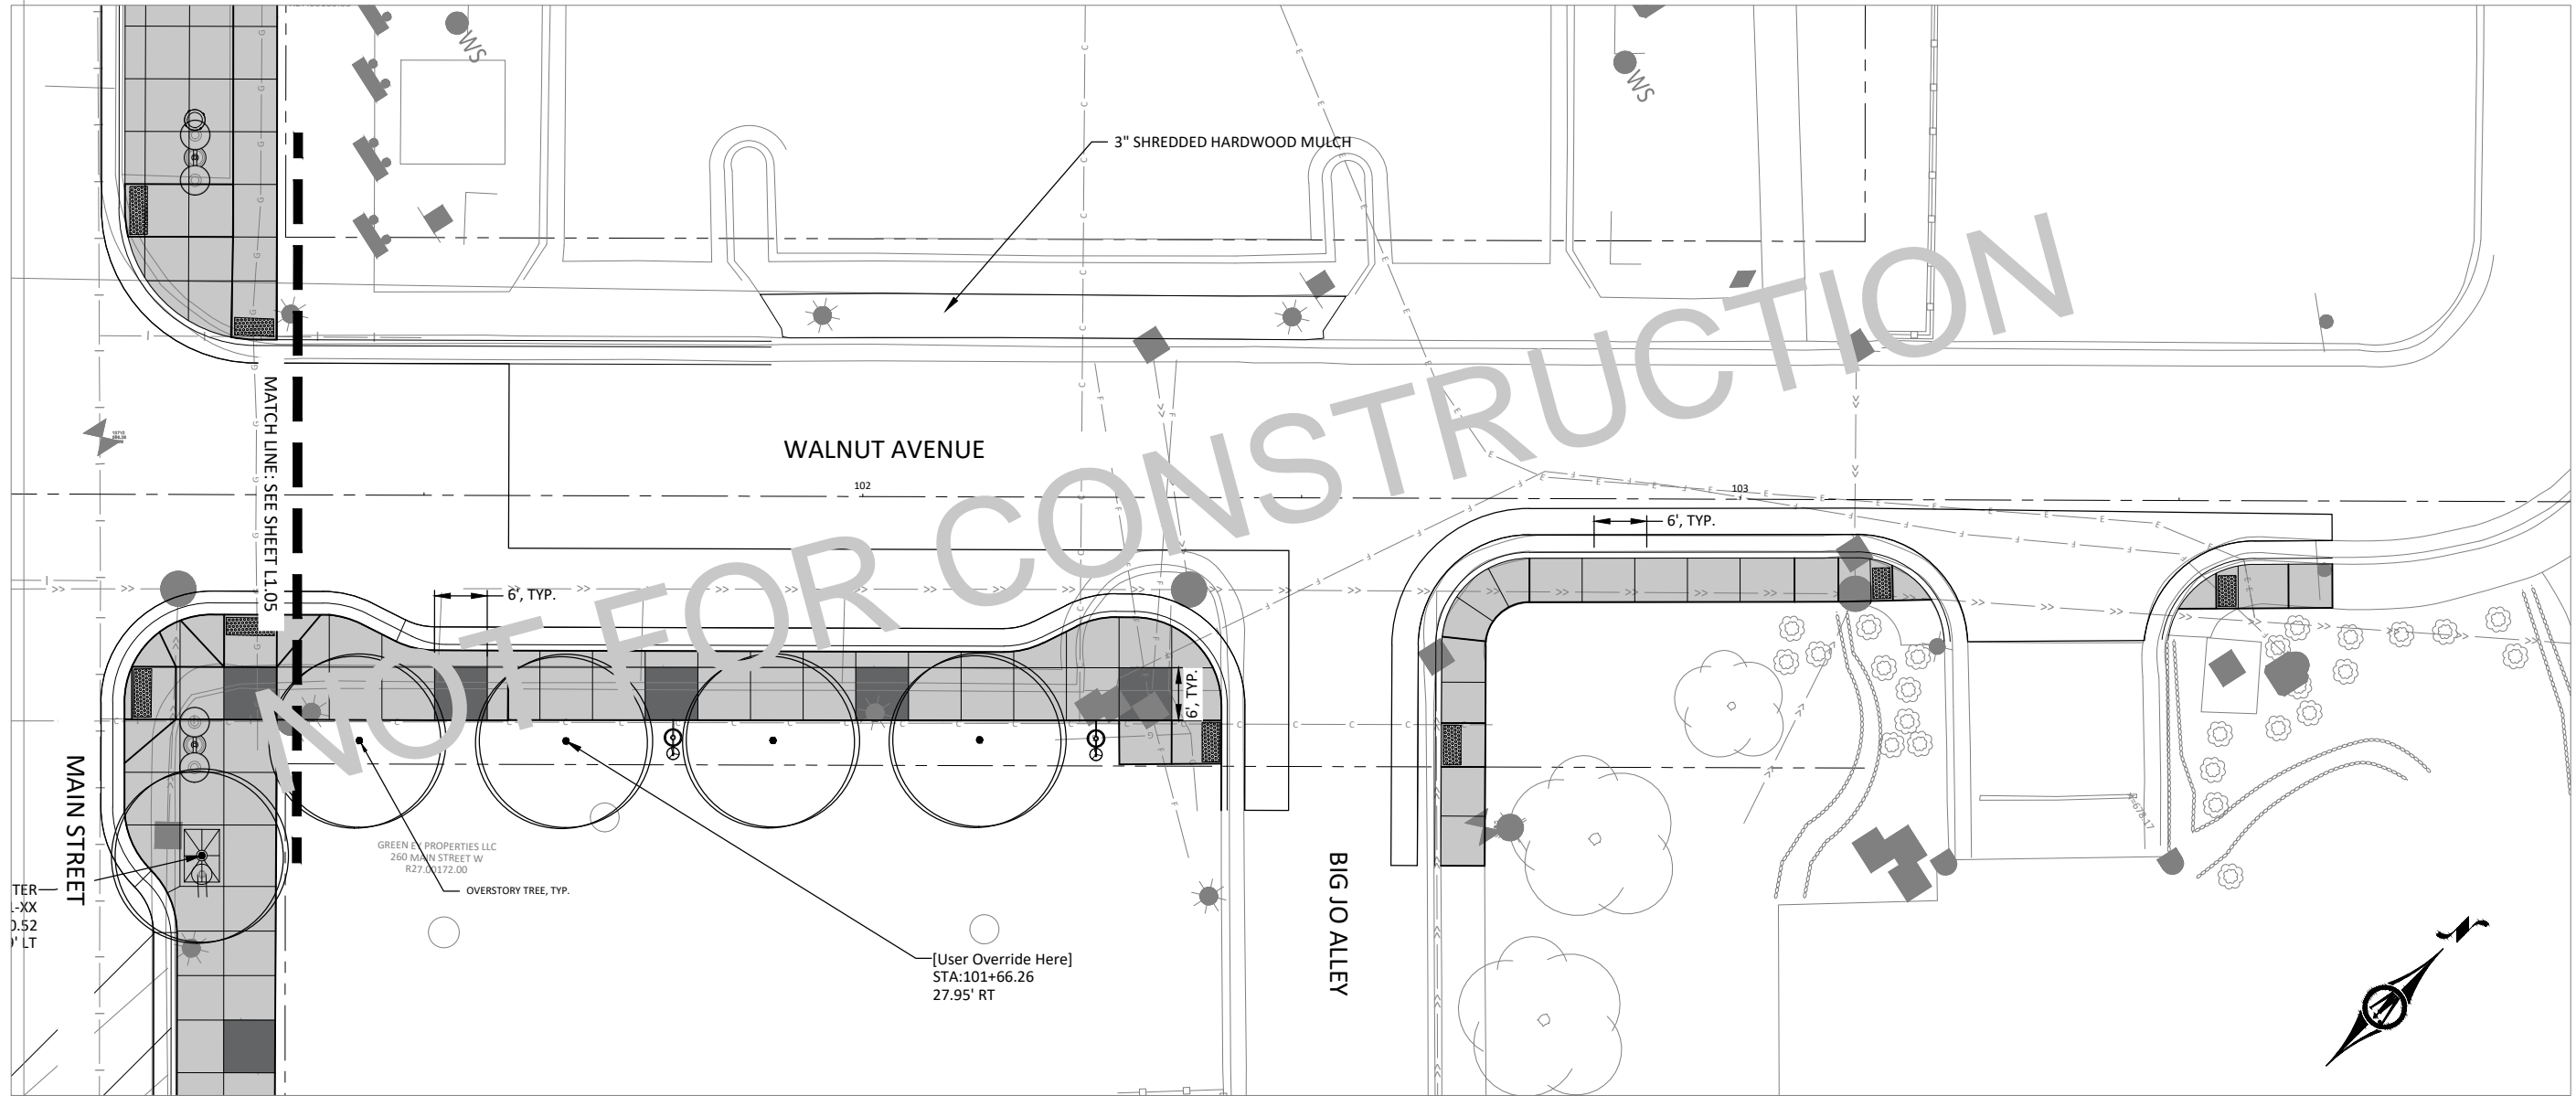 WS
WS
3" SHREDDED HARDWOOD MULCH
MATCH LINE: SEE SHEET L1.05
WALNUT AVENUE
102
103
NOT FOR CONSTRUCTION
6', TYP.
6', TYP.
6', TYP.
MAIN STREET
BIG JO ALLEY
GREEN EY PROPERTIES LLC
260 MAIN STREET W
R27.00172.00
OVERSTORY TREE, TYP.
TER
-XX
0.52
' LT
[User Override Here]
STA:101+66.26
27.95' RT